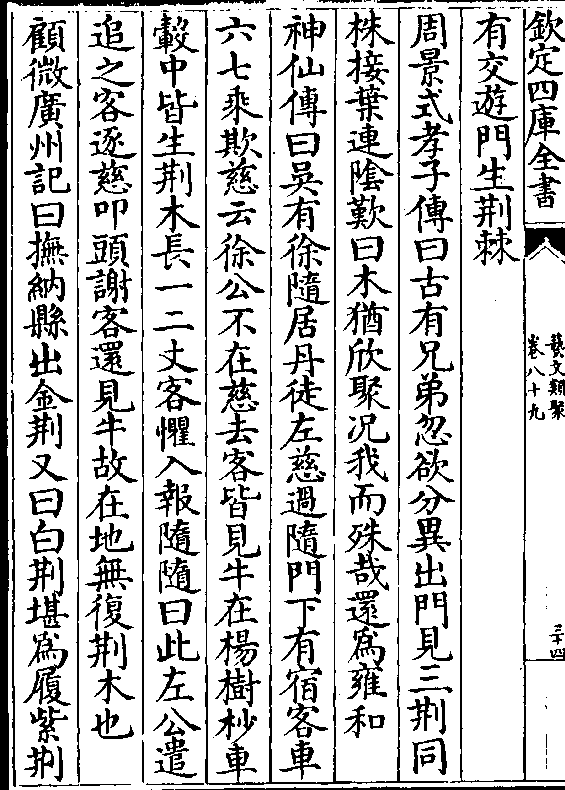 欽定四庫全書
藝文類聚
卷八十九
三十四
有交遊門生荆棘
周景式孝子傳曰古有兄弟忽欲分異出門見三荆同
株接葉連陰歎曰木猶欣聚况我而殊哉還為雍和
神仙傳曰吳有徐隨居丹徒左慈過隨門下有宿客車
六七乘欺慈云徐公不在慈去客皆見牛在楊樹杪車
轂中皆生荆木長一二丈客懼入報隨隨曰此左公遣
追之客逐慈叩頭謝客還見牛故在地無復荆木也
顧微廣州記曰撫納縣出金荆又曰白荆堪為履紫荆